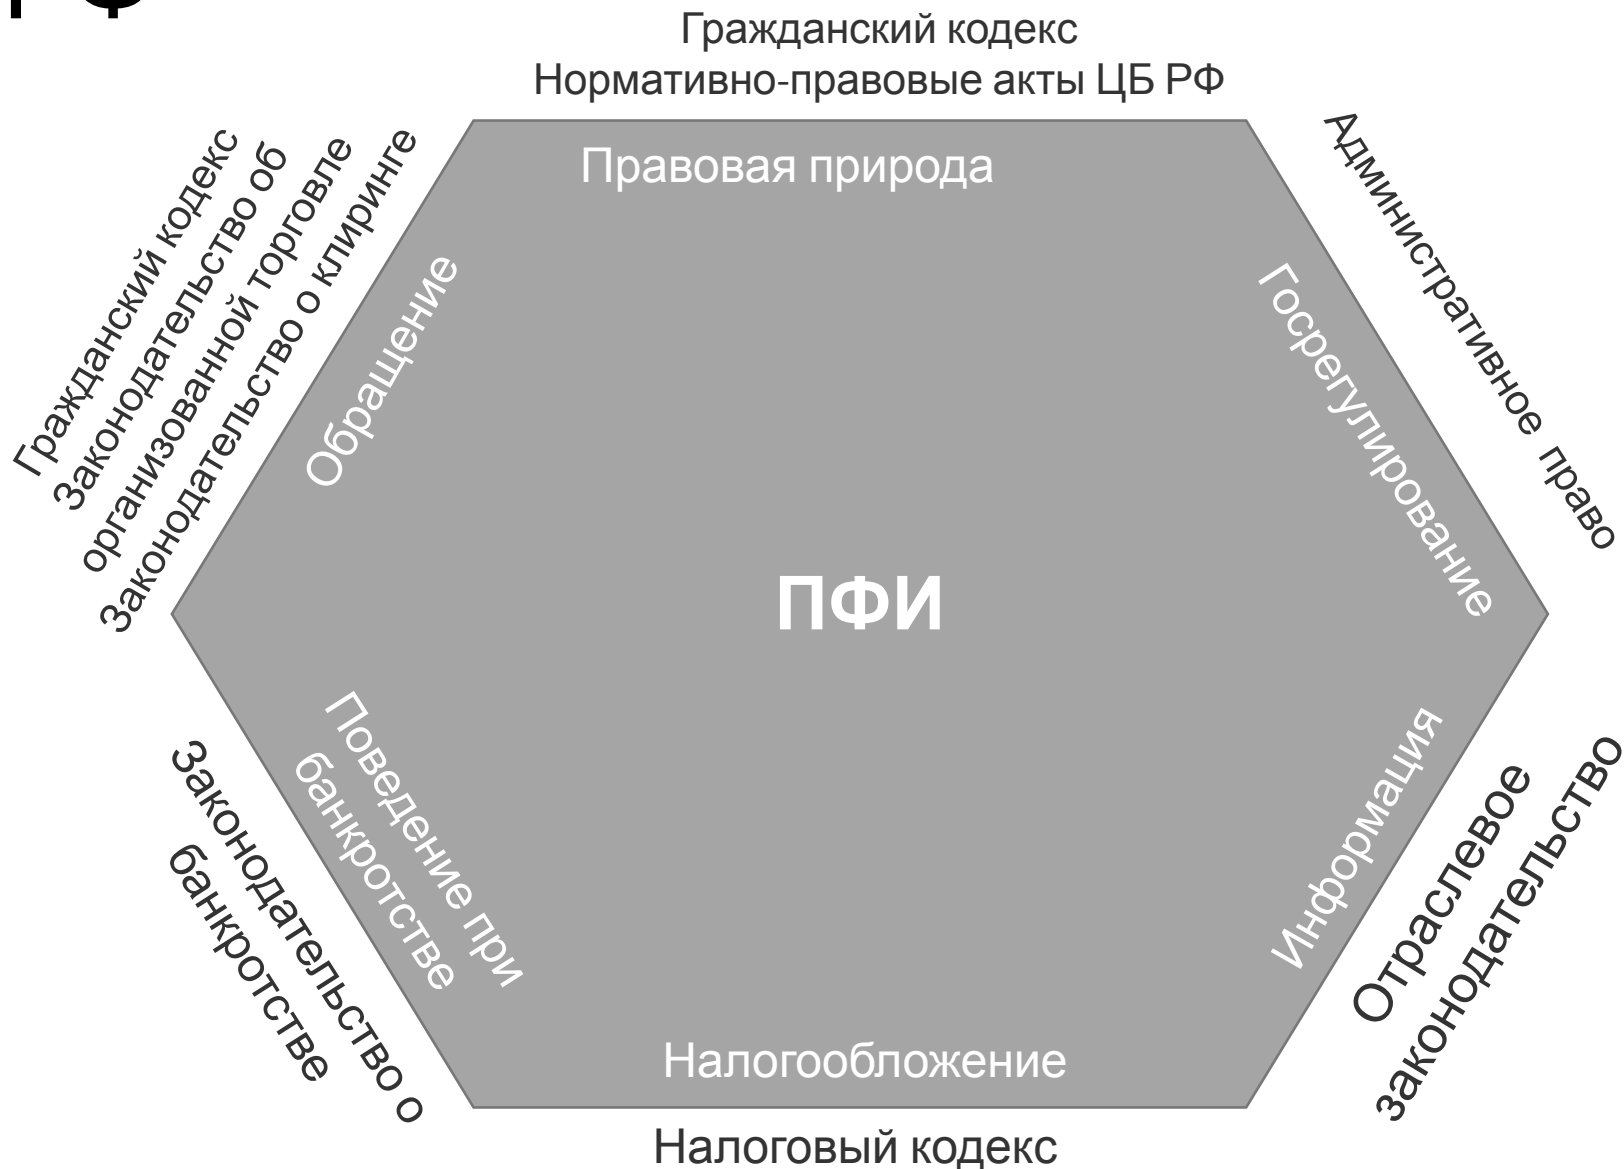 Гражданский кодекс
Нормативно-правовые акты ЦБ РФ
Правовая природа
Административное право
Госрегулирование
Гражданский кодекс
Законодательство об
организованной торговле
Законодательство о клиринге
Обращение
ПФИ
Поведение при
банкротстве
Законодательство о
банкротстве
Информация
Отраслевое
законодательство
Налогообложение
Налоговый кодекс